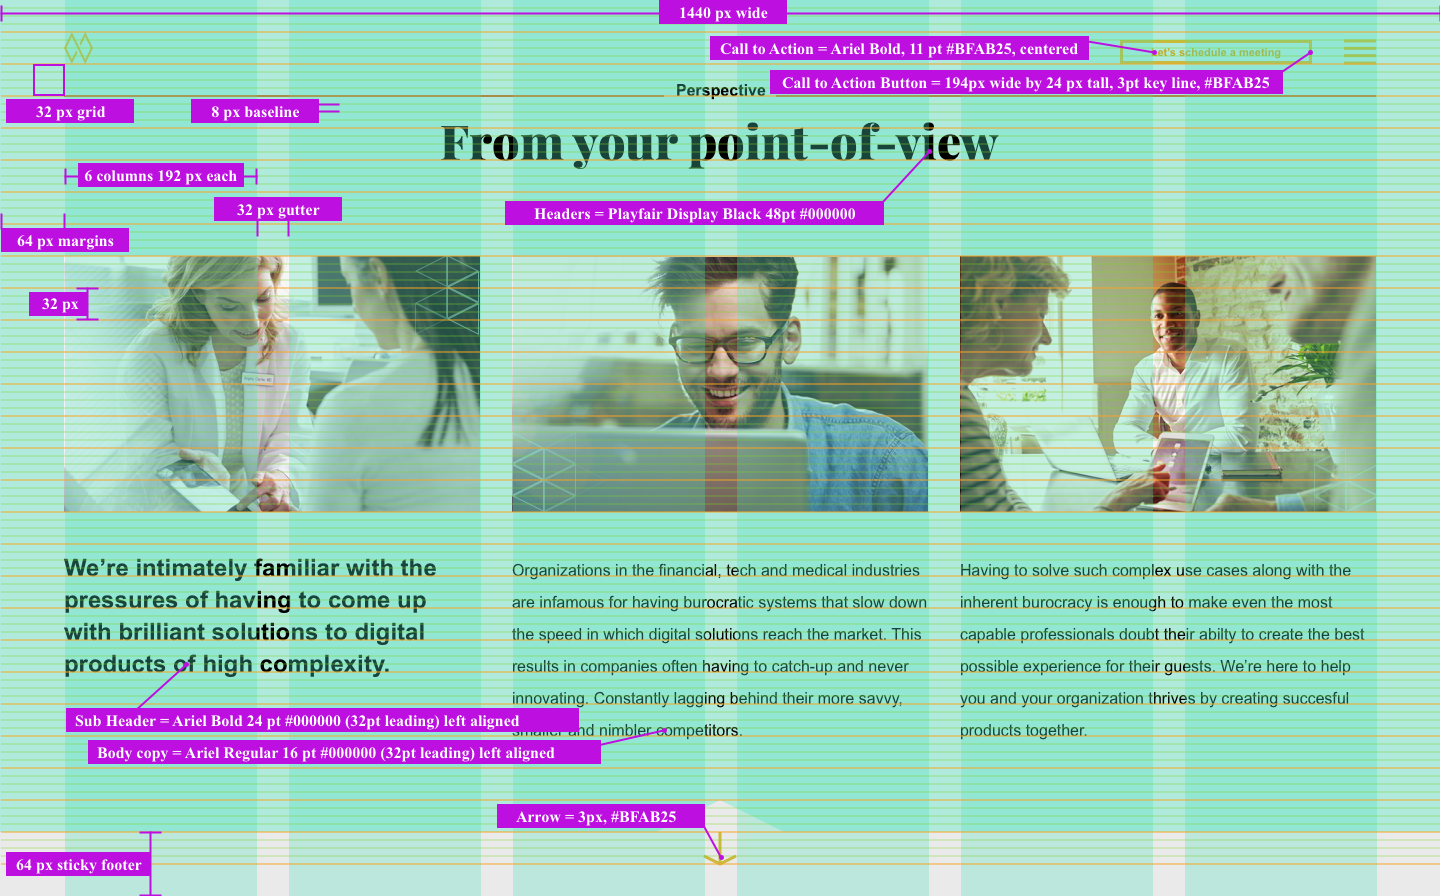 1440 px wide
Call to Action = Ariel Bold, 11 pt #BFAB25, centered
et's schedule a meeting
Call to Action Button = 194px wide by 24 px tall, 3pt key line, #BFAB25
Perspective
32 px grid
8 px baseline
From your point-of-view
6 columns 192 px each
32 px gutter
Headers = Playfair Display Black 48pt #000000
64 px margins
32 px
We're intimately familiar with the
pressures of having to come up
with brilliant solutions to digital
products of high complexity.
Organizations in the financial, tech and medical industries
are infamous for having burocratic systems that slow down
the speed in which digital solutions reach the market. This
results in companies often having to catch-up and never
innovating. Constantly lagging behind their more savvy,
smaller and nimbler competitors.
Having to solve such complex use cases along with the
inherent burocracy is enough to make even the most
capable professionals doubt their abilty to create the best
possible experience for their guests. We're here to help
you and your organization thrives by creating succesful
products together.
Sub Header = Ariel Bold 24 pt #000000 (32pt leading) left aligned
Body copy = Ariel Regular 16 pt #000000 (32pt leading) left aligned
Arrow = 3px, #BFAB25
64 px sticky footer